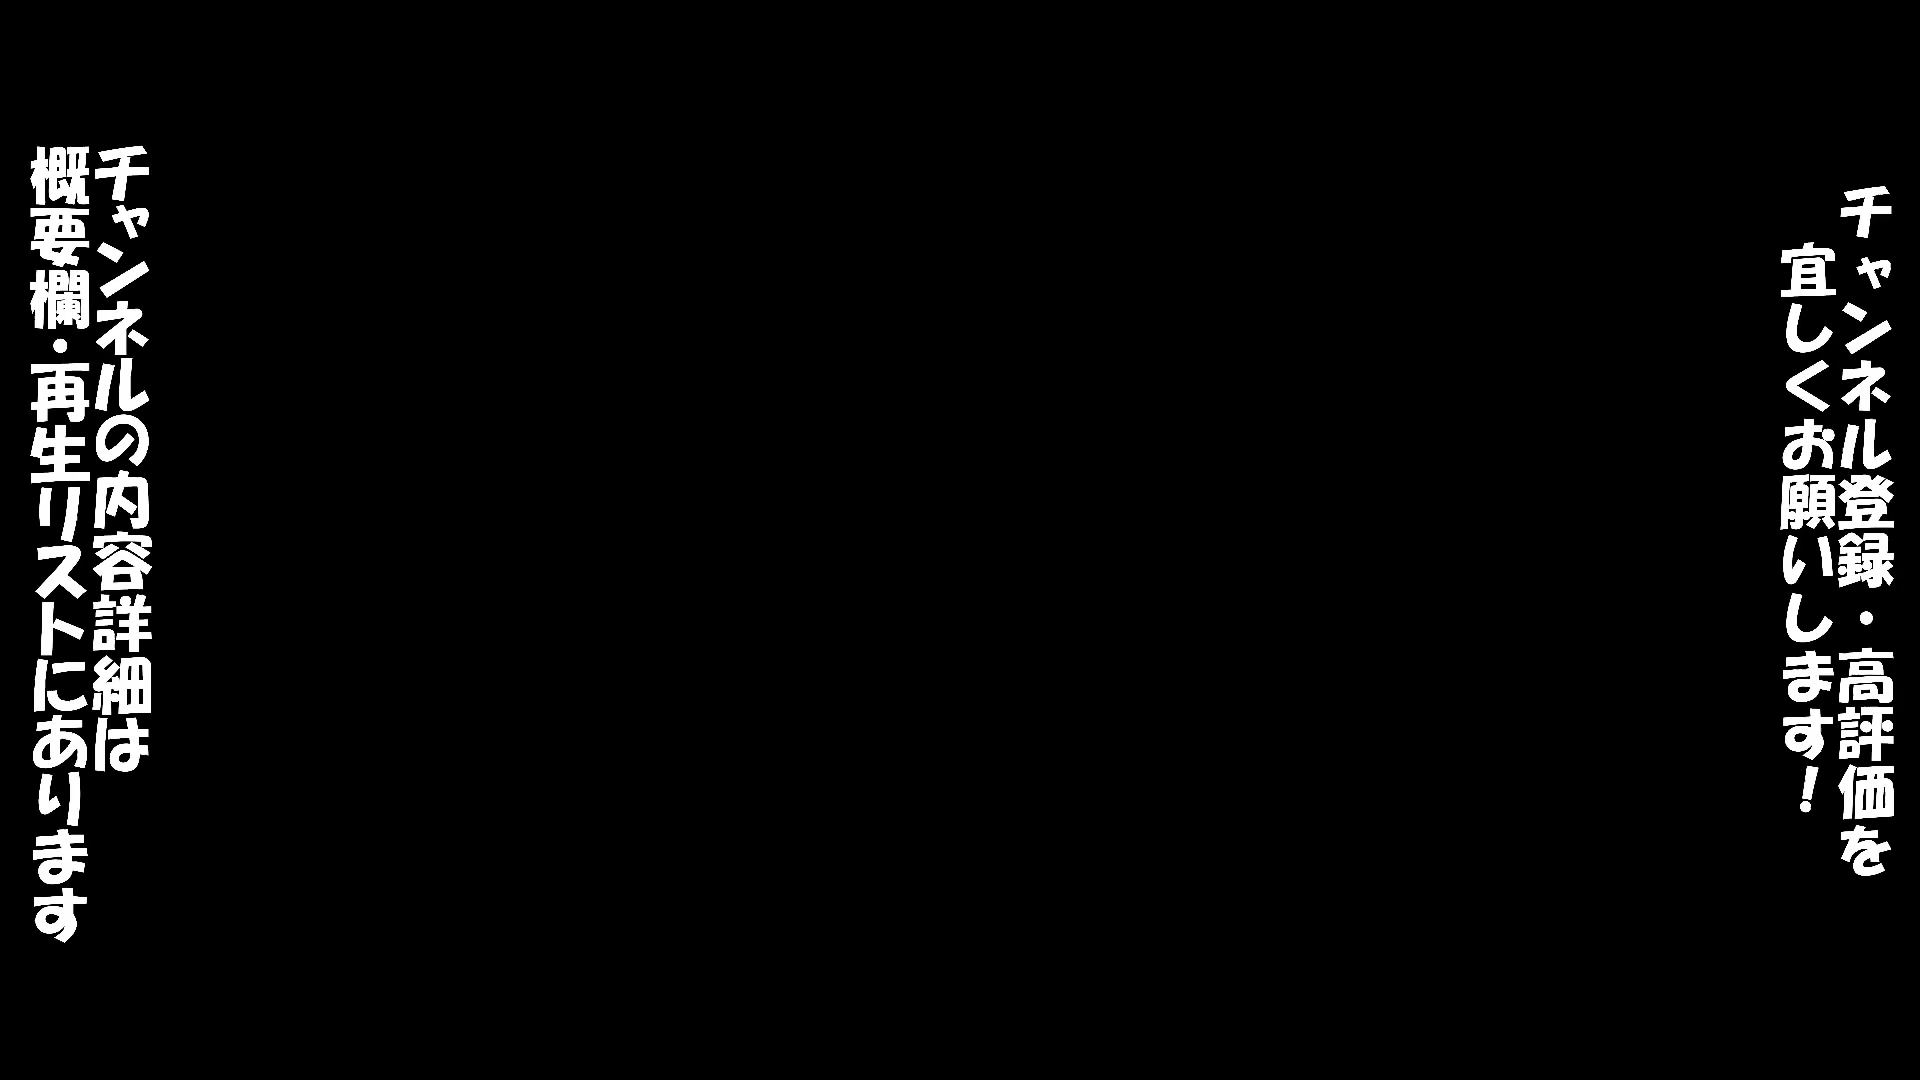 チャンネル登録・高評価を
宜しくお願いします！
チャンネルの内容詳細は
概要欄・再生リストにあります